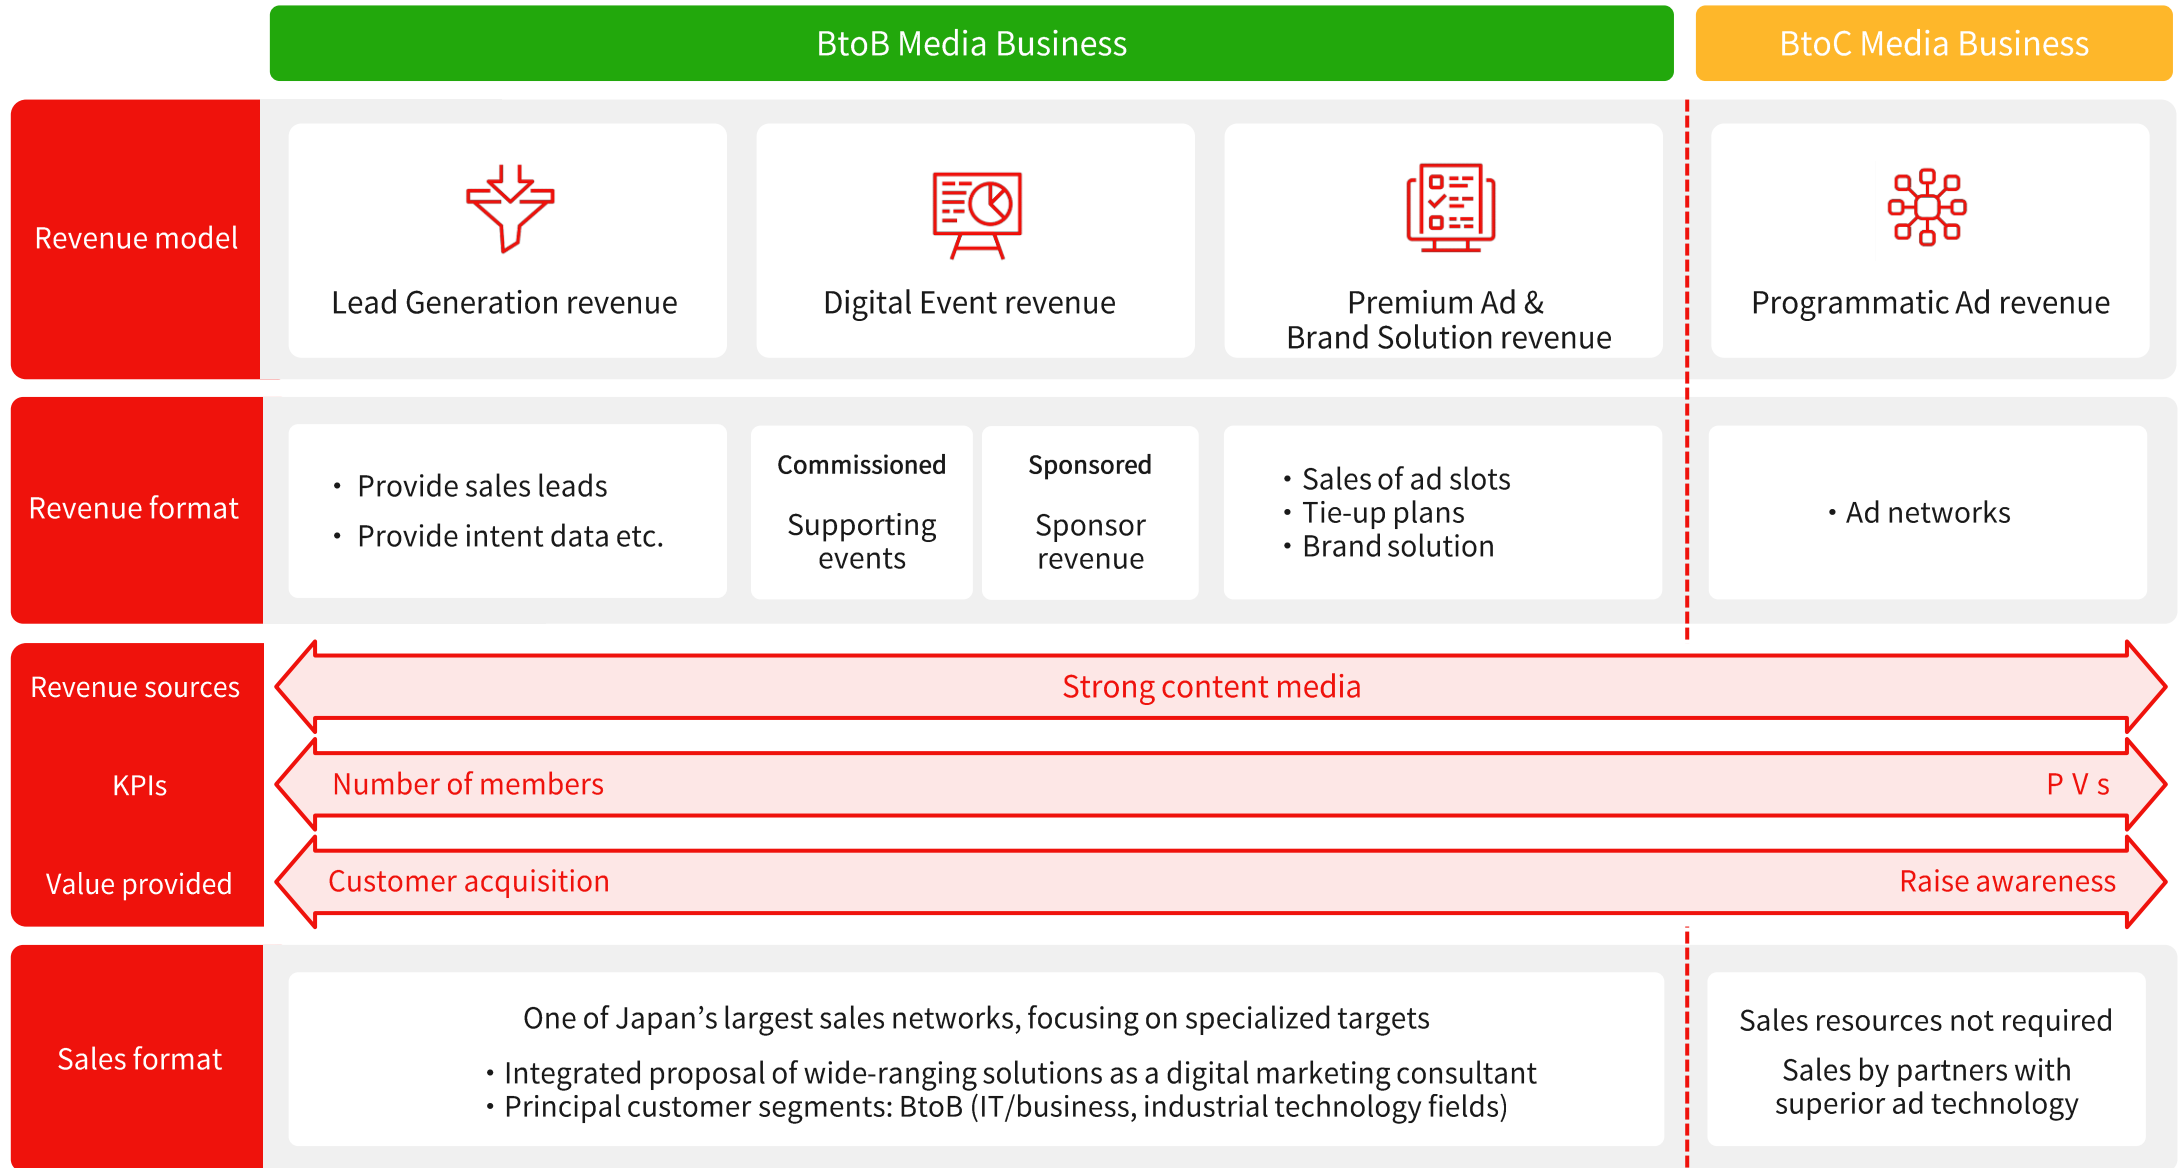 BtoB Media Business
BtoC Media Business
Revenue model
Lead Generation revenue
Digital Event revenue
Premium Ad &
Brand Solution revenue
Programmatic Ad revenue
Revenue format
・ Provide sales leads
・ Provide intent data etc.
Commissioned
Supporting
events
Sponsored
Sponsor
revenue
・Sales of ad slots
・Tie-up plans
・Brand solution
・Ad networks
Revenue sources
Strong content media
KPIs
Number of members
P V s
Value provided
Customer acquisition
Raise awareness
Sales format
One of Japan’s largest sales networks, focusing on specialized targets
・Integrated proposal of wide-ranging solutions as a digital marketing consultant
・Principal customer segments: BtoB (IT/business, industrial technology fields)
Sales resources not required
Sales by partners with
superior ad technology